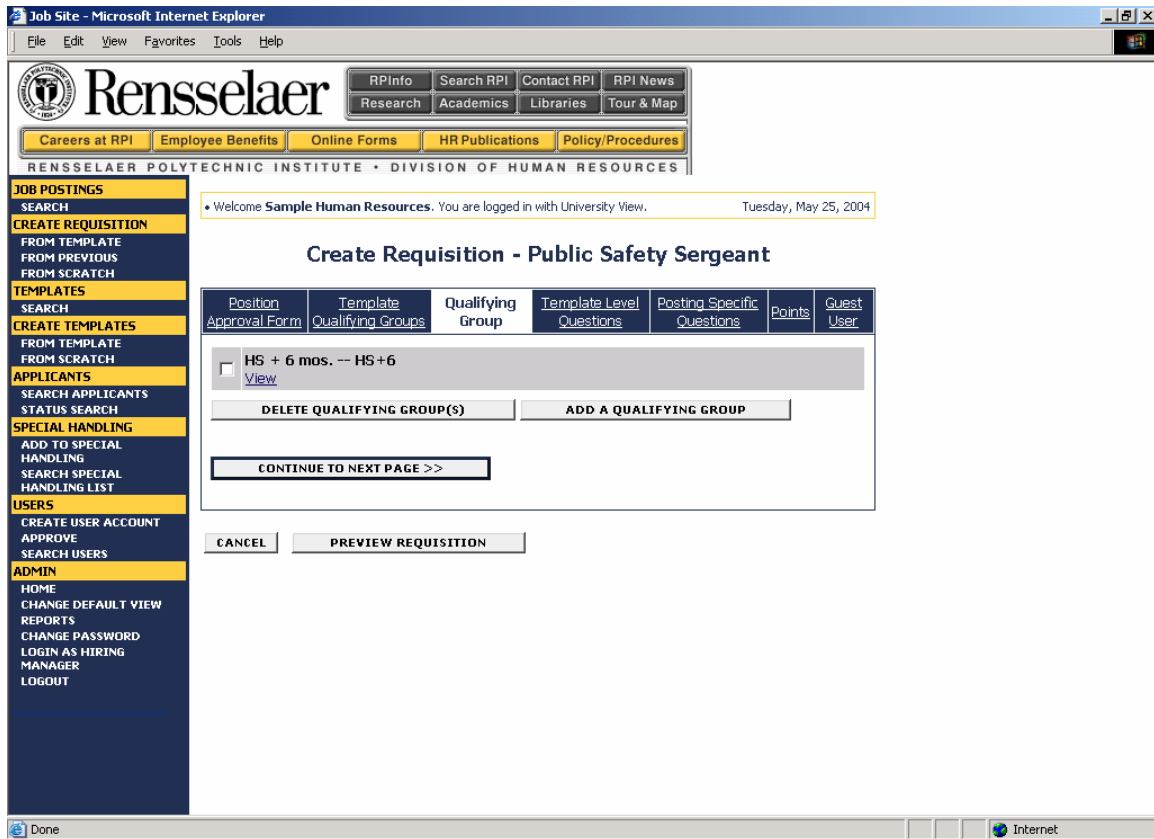 Job Site - Microsoft Internet Explorer
File Edit View Favorites Tools Help
Rensselaer
RPInfo Search RPI Contact RPI RPI News
Research Academics Libraries Tour & Map
Careers at RPI Employee Benefits Online Forms HR Publications Policy/Procedures
RENSSELAER POLYTECHNIC INSTITUTE • DIVISION OF HUMAN RESOURCES
JOB POSTINGS
SEARCH
CREATE REQUISITION
FROM TEMPLATE
FROM PREVIOUS
FROM SCRATCH
TEMPLATES
SEARCH
CREATE TEMPLATES
FROM TEMPLATE
FROM SCRATCH
APPLICANTS
SEARCH APPLICANTS
STATUS SEARCH
SPECIAL HANDLING
ADD TO SPECIAL
HANDLING
SEARCH SPECIAL
HANDLING LIST
USERS
CREATE USER ACCOUNT
APPROVE
SEARCH USERS
ADMIN
HOME
CHANGE DEFAULT VIEW
REPORTS
CHANGE PASSWORD
LOGIN AS HIRING
MANAGER
LOGOUT
• Welcome Sample Human Resources. You are logged in with University View. Tuesday, May 25, 2004
Create Requisition - Public Safety Sergeant
Position Approval Form
Template Qualifying Groups
Qualifying Group
Template Level Questions
Posting Specific Questions
Points
Guest User
HS + 6 mos. -- HS+6
View
DELETE QUALIFYING GROUP(S) ADD A QUALIFYING GROUP
CONTINUE TO NEXT PAGE >>
CANCEL PREVIEW REQUISITION
Done Internet